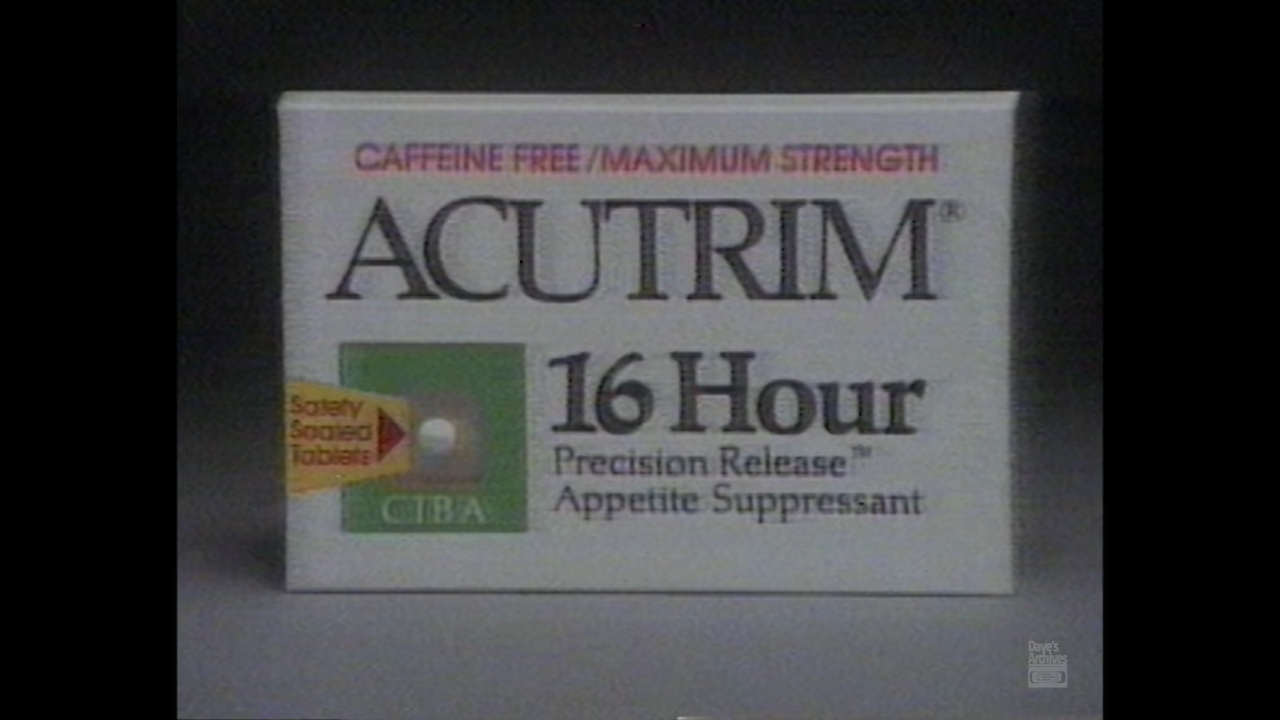 CAFFEINE FREE/MAXIMUM STRENGTH
ACUTRIM®
16 Hour
Precision Release™
Appetite Suppressant
Safety
Sealed
Tablets
CIBA
Dave's
Archives